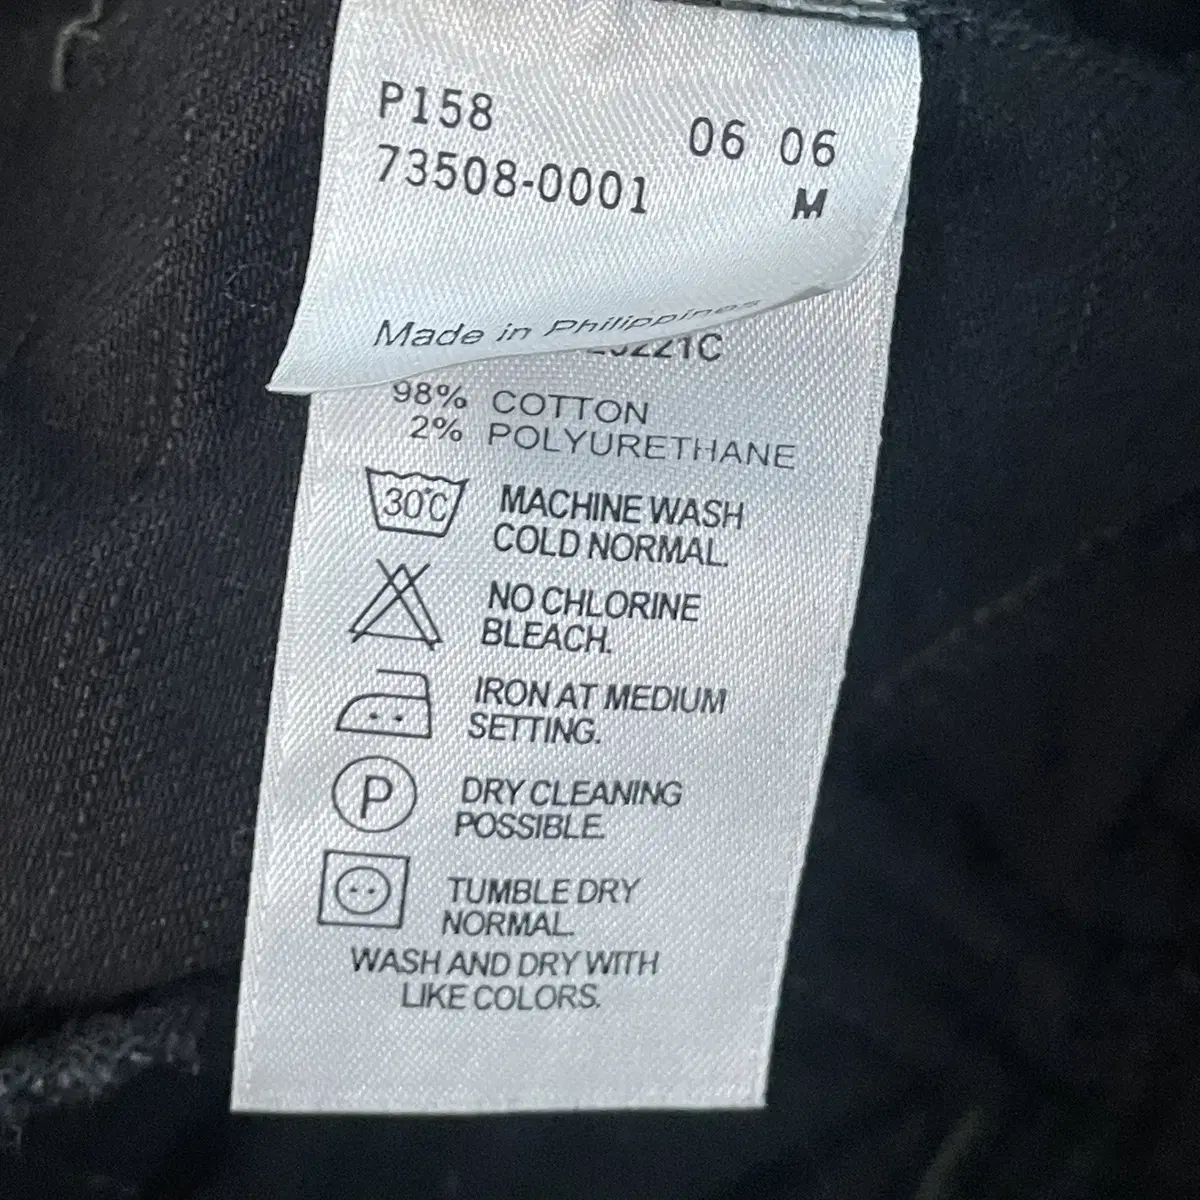 P158
06 06
73508-0001
M
Made in Philippines
98% COTTON
2% POLYURETHANE
30°C
MACHINE WASH
COLD NORMAL.
NO CHLORINE
BLEACH.
IRON AT MEDIUM
SETTING.
P
DRY CLEANING
POSSIBLE.
TUMBLE DRY
NORMAL.
WASH AND DRY WITH
LIKE COLORS.